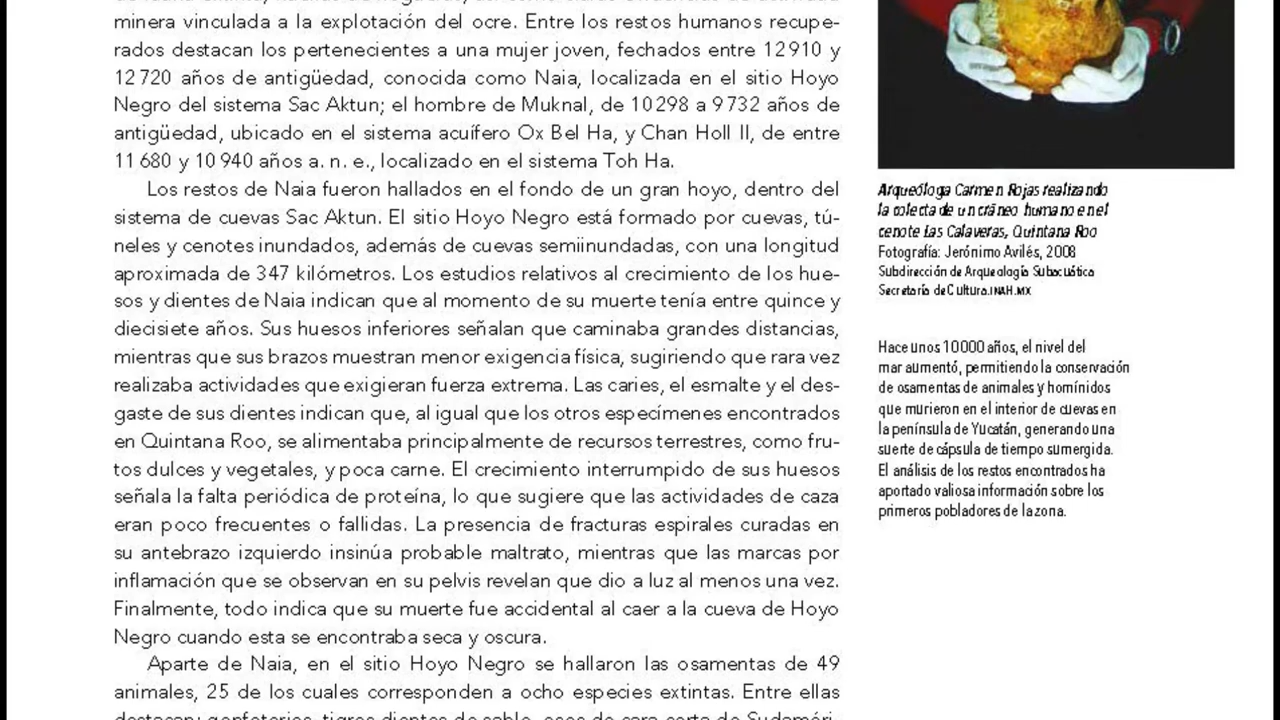 minera vinculada a la explotación del ocre. Entre los restos humanos recupe-
rados destacan los pertenecientes a una mujer joven, fechados entre 12 910 y
12 720 años de antigüedad, conocida como Naia, localizada en el sitio Hoyo
Negro del sistema Sac Aktun; el hombre de Muknal, de 10 298 a 9 732 años de
antigüedad, ubicado en el sistema acuífero Ox Bel Ha, y Chan Holl II, de entre
11 680 y 10 940 años a. n. e., localizado en el sistema Toh Ha.
Los restos de Naia fueron hallados en el fondo de un gran hoyo, dentro del
sistema de cuevas Sac Aktun. El sitio Hoyo Negro está formado por cuevas, tú-
neles y cenotes inundados, además de cuevas semiinundadas, con una longitud
aproximada de 347 kilómetros. Los estudios relativos al crecimiento de los hue-
sos y dientes de Naia indican que al momento de su muerte tenía entre quince y
diecisiete años. Sus huesos inferiores señalan que caminaba grandes distancias,
mientras que sus brazos muestran menor exigencia física, sugiriendo que rara vez
realizaba actividades que exigieran fuerza extrema. Las caries, el esmalte y el des-
gaste de sus dientes indican que, al igual que los otros especímenes encontrados
en Quintana Roo, se alimentaba principalmente de recursos terrestres, como fru-
tos dulces y vegetales, y poca carne. El crecimiento interrumpido de sus huesos
señala la falta periódica de proteína, lo que sugiere que las actividades de caza
eran poco frecuentes o fallidas. La presencia de fracturas espirales curadas en
su antebrazo izquierdo insinúa probable maltrato, mientras que las marcas por
inflamación que se observan en su pelvis revelan que dio a luz al menos una vez.
Finalmente, todo indica que su muerte fue accidental al caer a la cueva de Hoyo
Negro cuando esta se encontraba seca y oscura.
Aparte de Naia, en el sitio Hoyo Negro se hallaron las osamentas de 49
animales, 25 de los cuales corresponden a ocho especies extintas. Entre ellas
Arqueóloga Carmen Rojas realizando
la colecta de un cráneo humano en el
cenote Las Calaveras, Quintana Roo
Fotografía: Jerónimo Avilés, 2008
Subdirección de Arqueología Subacuática
Secretaría de Cultura.INAH.MX
Hace unos 10 000 años, el nivel del
mar aumentó, permitiendo la conservación
de osamentas de animales y homínidos
que murieron en el interior de cuevas en
la península de Yucatán, generando una
suerte de cápsula de tiempo sumergida.
El análisis de los restos encontrados ha
aportado valiosa información sobre los
primeros pobladores de la zona.